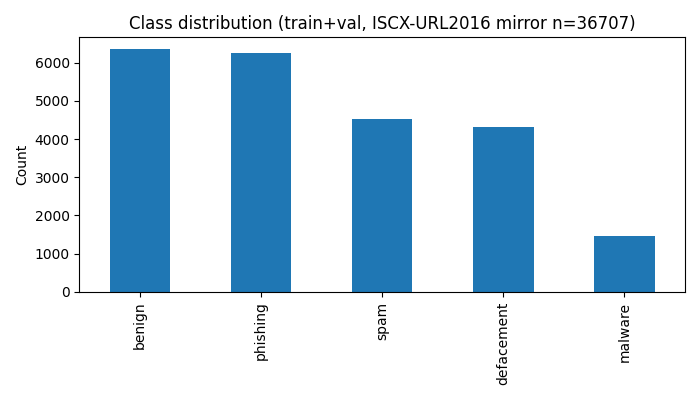 Class distribution (train+val, ISCX-URL2016 mirror n=36707)
6000
5000
4000
3000
2000
1000
0
Count
benign
phishing
spam
defacement
malware